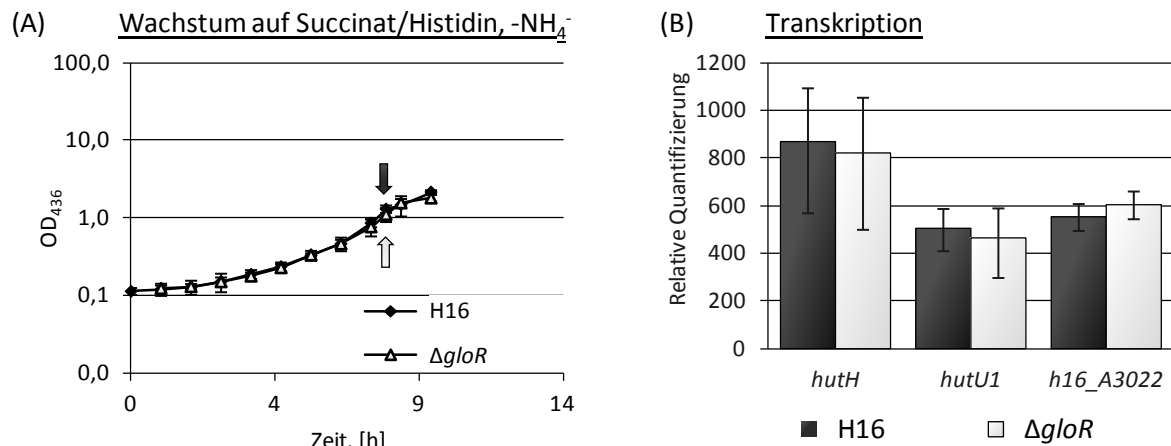 (A) Wachstum auf Succinat/Histidin, -NH₄⁻
100,0
10,0
1,0
0,1
0,0
OD₄₃₆
0
4
9
14
Zeit, [h]
H16
ΔgloR
(B) Transkription
1200
1000
800
600
400
200
0
Relative Quantifizierung
hutH
hutU1
h16_A3022
H16
ΔgloR